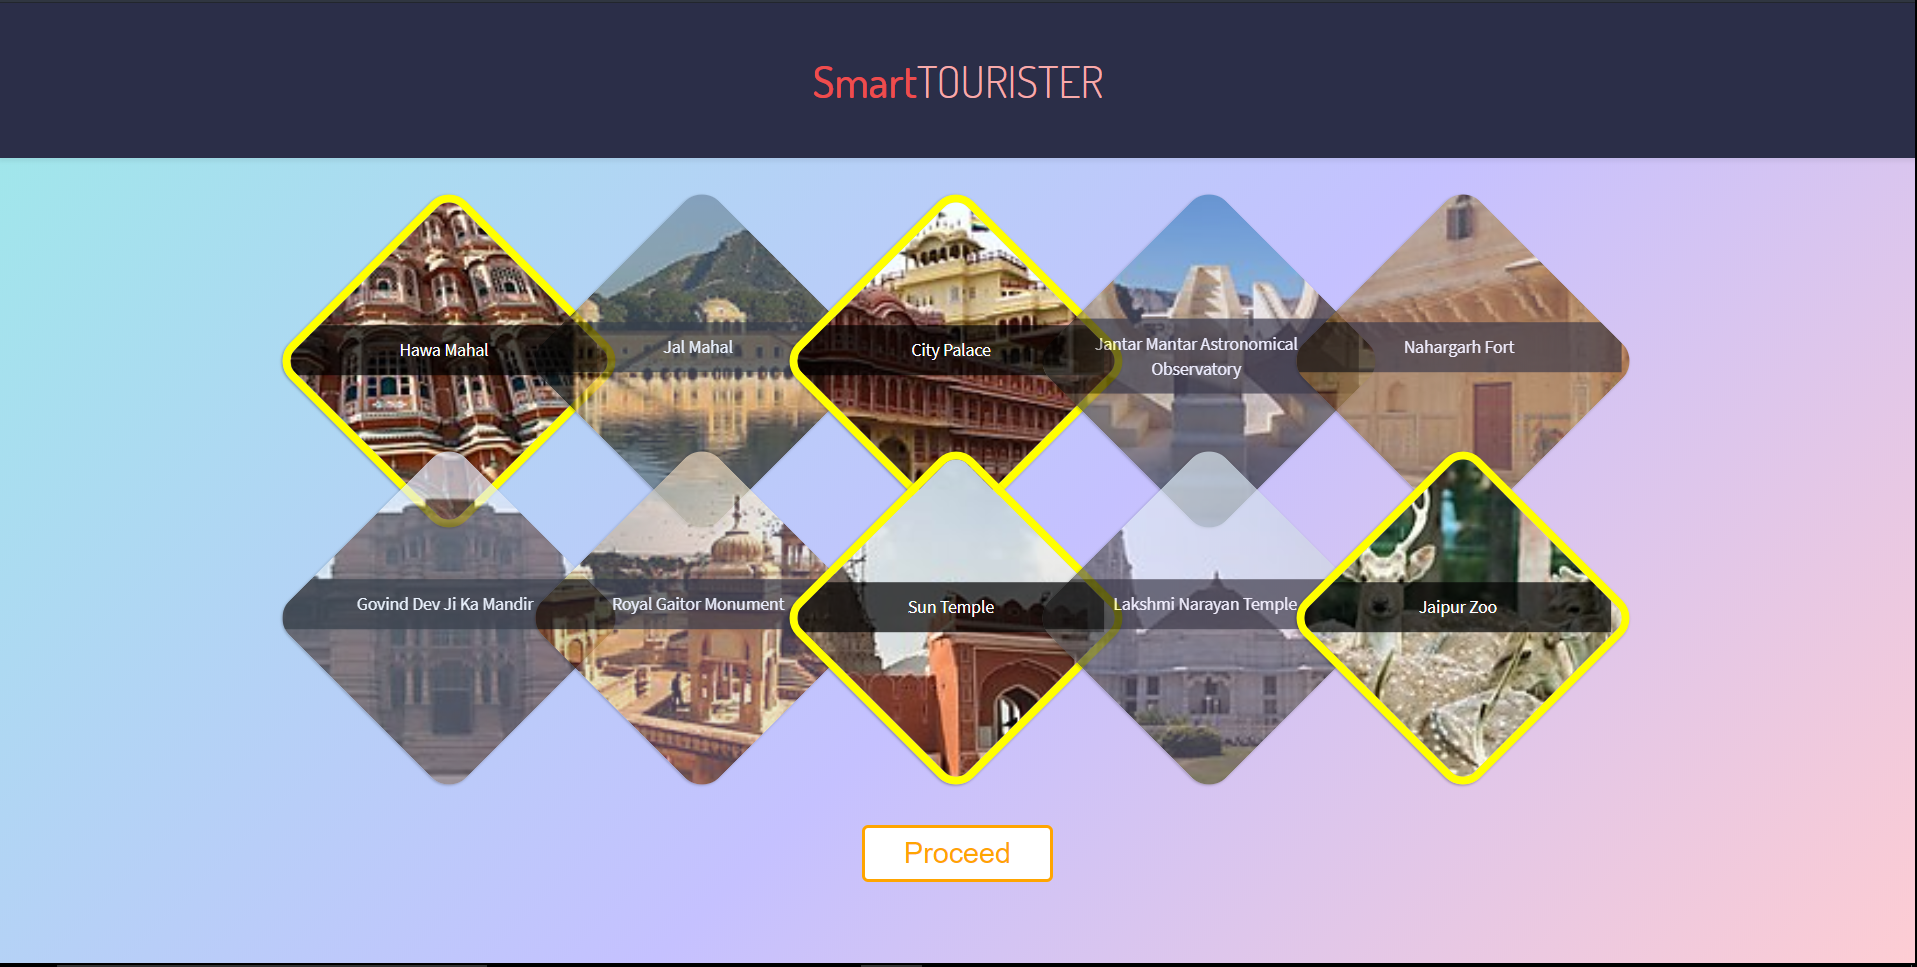 SmartTOURISTER
Hawa Mahal
Jal Mahal
City Palace
Jantar Mantar Astronomical
Observatory
Nahargarh Fort
Govind Dev Ji Ka Mandir
Royal Gaitor Monument
Sun Temple
Lakshmi Narayan Temple
Jaipur Zoo
Proceed